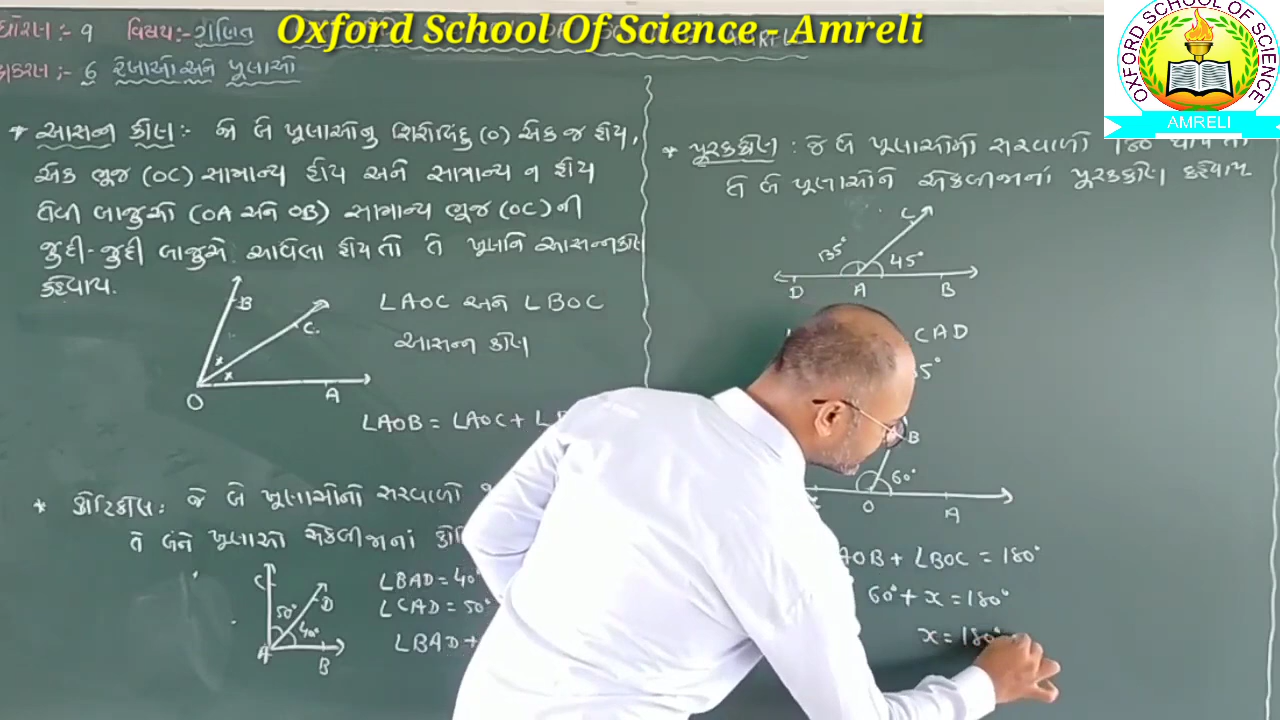 Oxford School Of Science - Amreli
OXFORD SCHOOL OF SCIENCE
AMRELI
ધોરણ :- ૧ વિષય:- ગણિત
પ્રકરણ :- 6 રેખાઓ અને ખૂણાઓ
* આસન્ન કોણ :- જો બે ખૂણાઓનું શિરોબિંદુ (O) એક જ હોય,
એક ભૂજ (OC) સામાન્ય હોય અને સામાન્ય ન હોય
તેવી બાજુઓ (OA અને OB) સામાન્ય ભૂજ (OC) ની
જુદી-જુદી બાજુએ આવેલા હોય તો તે ખૂણાને આસન્નકોણ
કહેવાય.
B
C
O
A
∠AOC અને ∠BOC
આસન્ન કોણ
∠AOB = ∠AOC + ∠
* કોટિકોણ : જે બે ખૂણાઓનો સરવાળો
તે બંને ખૂણાઓ એકબીજાનાં
C
50°
D
40°
A
B
∠BAD = 40°
∠CAD = 50°
∠BAD +
* પૂરકકોણ : જે બે ખૂણાઓનો સરવાળો 180
તે બે ખૂણાઓને એકબીજાનાં પૂરકકોણ કહેવાય
C
135°
45°
D
A
B
CAD
5°
B
60°
O
A
AOB + ∠BOC = 180°
60° + x = 180°
x = 180°